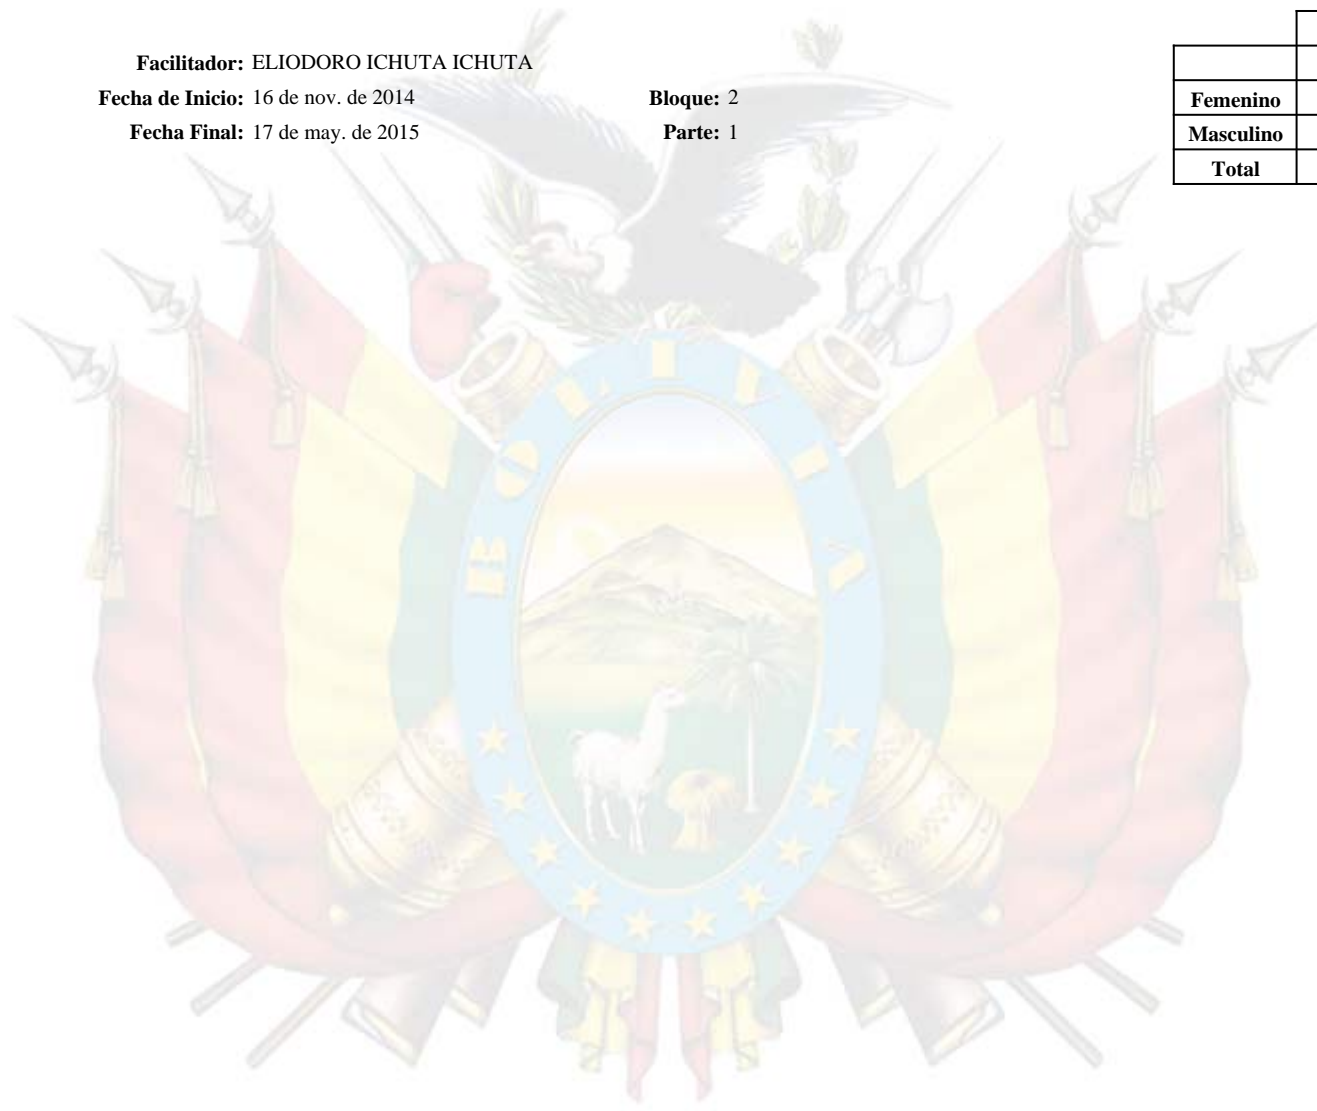 Facilitador: ELIODORO ICHUTA ICHUTA
Fecha de Inicio: 16 de nov. de 2014 Bloque: 2
Fecha Final: 17 de may. de 2015 Parte: 1
Femenino
Masculino
Total
BOLIVIA